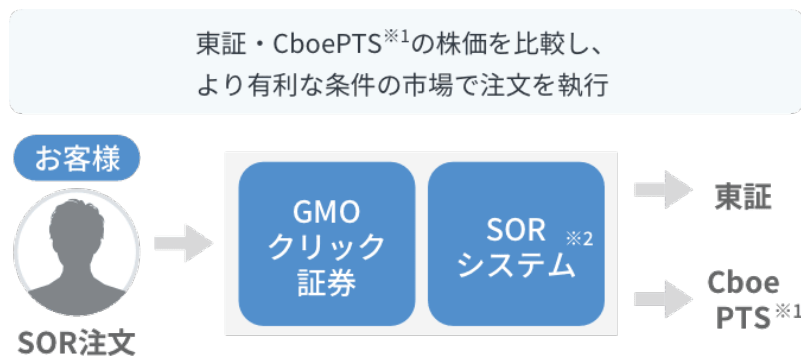 東証・CboePTS※1の株価を比較し、
より有利な条件の市場で注文を執行
お客様
SOR注文
GMO
クリック
証券
SOR
システム※2
東証
Cboe
PTS※1